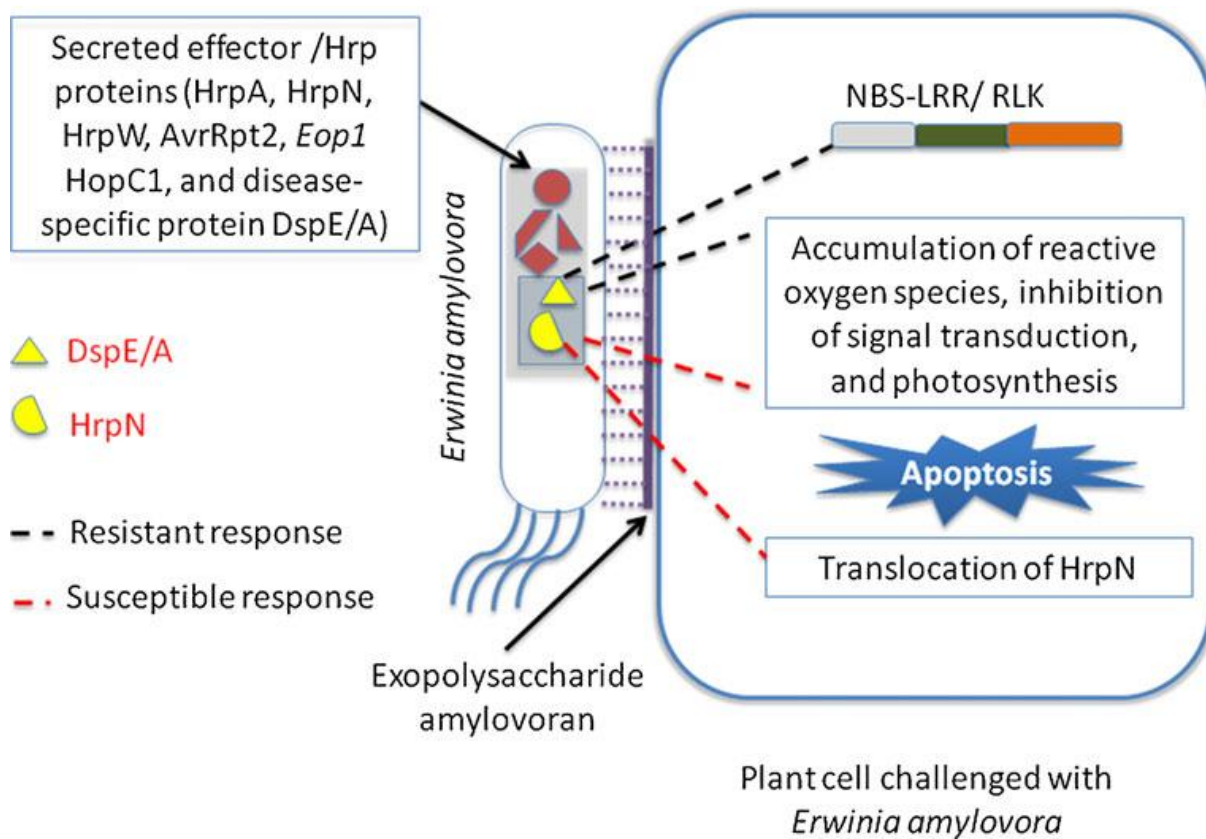 Secreted effector /Hrp
proteins (HrpA, HrpN,
HrpW, AvrRpt2, Eop1
HopC1, and disease-
specific protein DspE/A)
DspE/A
HrpN
Resistant response
Susceptible response
Erwinia amylovora
Exopolysaccharide
amylovoran
NBS-LRR/ RLK
Accumulation of reactive
oxygen species, inhibition
of signal transduction,
and photosynthesis
Apoptosis
Translocation of HrpN
Plant cell challenged with
Erwinia amylovora